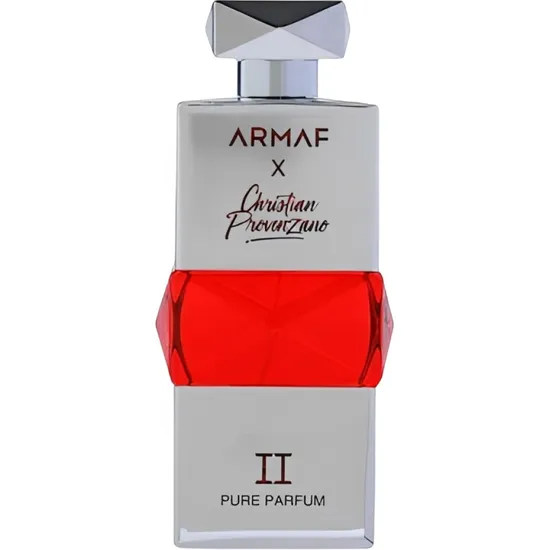 ARMAF
X
Christian
Provenzano
II
PURE PARFUM